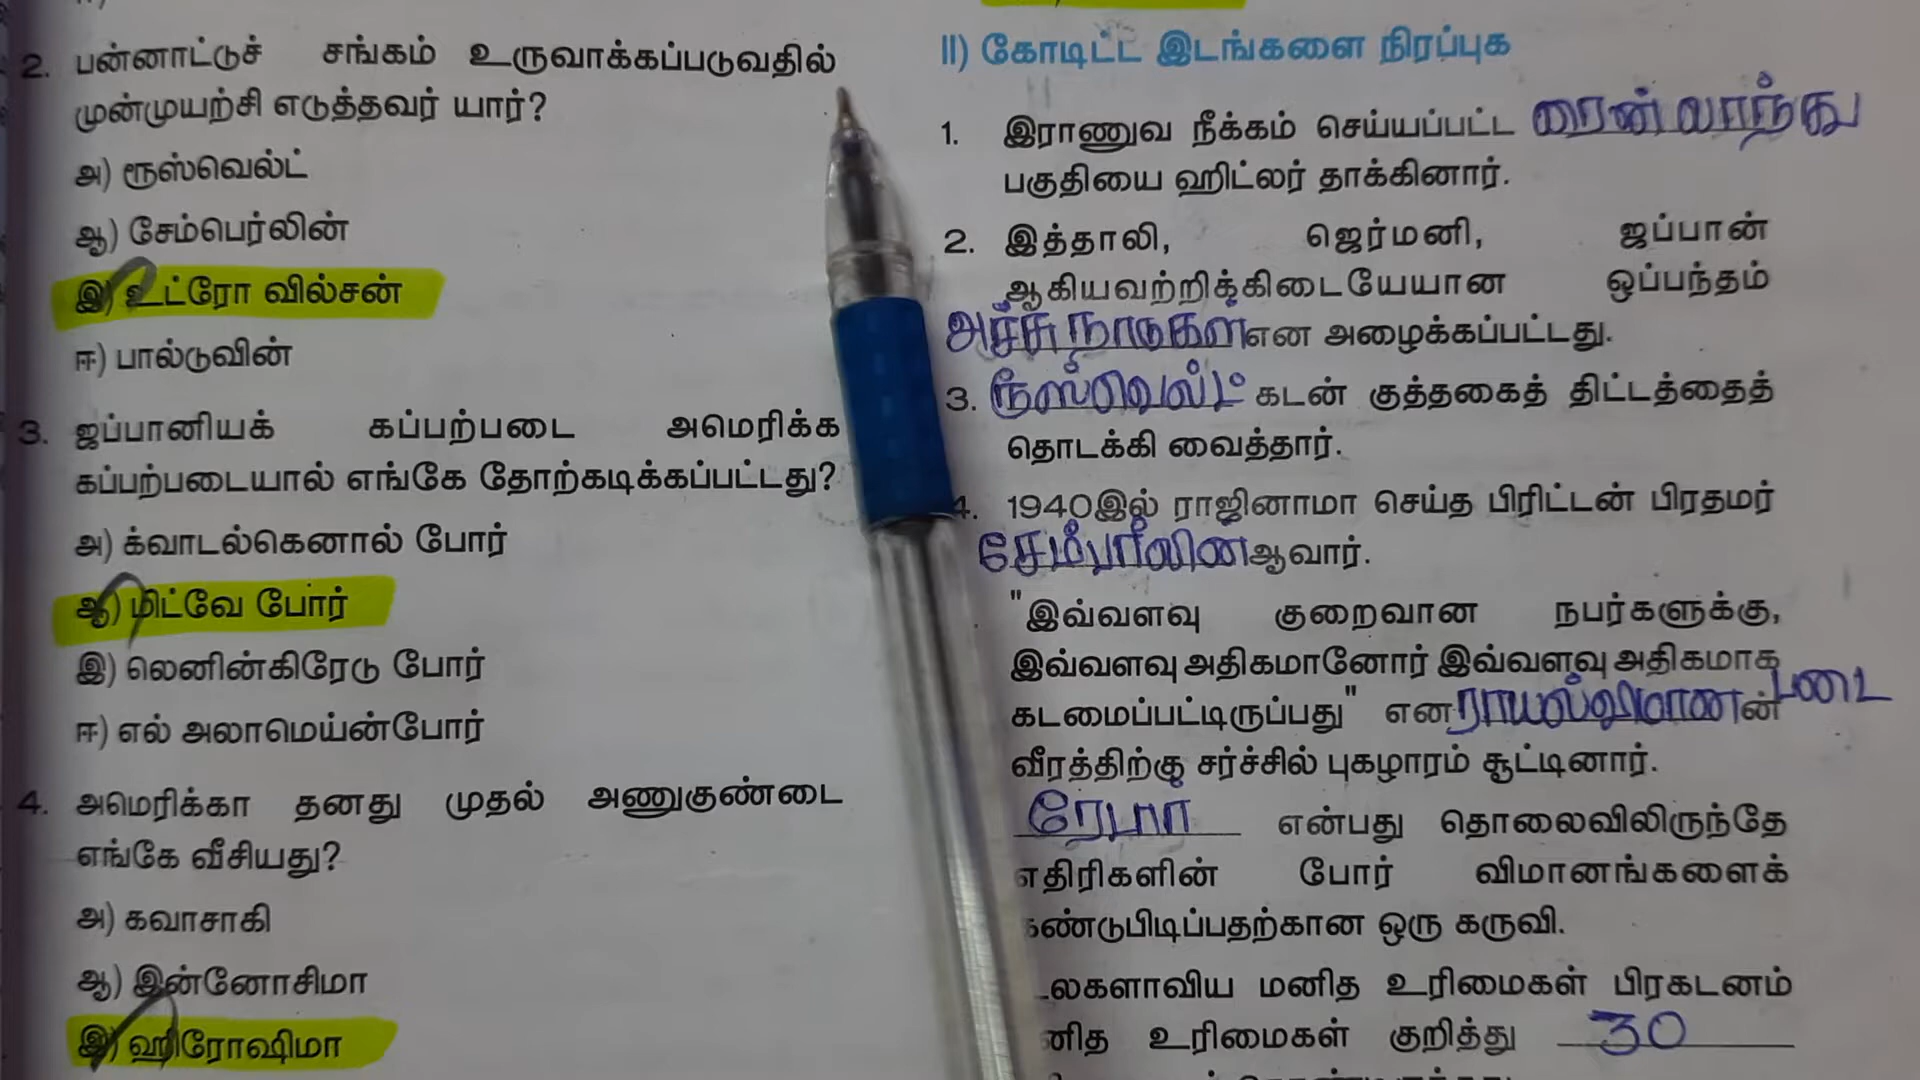 2. பன்னாட்டுச் சங்கம் உருவாக்கப்படுவதில்
முன்முயற்சி எடுத்தவர் யார்?
அ) ரூஸ்வெல்ட்
ஆ) சேம்பெர்லின்
இ) உட்ரோ வில்சன்
ஈ) பால்டுவின்
3. ஜப்பானியக் கப்பற்படை அமெரிக்க
கப்பற்படையால் எங்கே தோற்கடிக்கப்பட்டது?
அ) க்வாடல்கெனால் போர்
ஆ) மிட்வே போர்
இ) லெனின்கிரேடு போர்
ஈ) எல் அலாமெய்ன்போர்
4. அமெரிக்கா தனது முதல் அணுகுண்டை
எங்கே வீசியது?
அ) கவாசாகி
ஆ) இன்னோசிமா
இ) ஹிரோஷிமா
II) கோடிட்ட இடங்களை நிரப்புக
1. இராணுவ நீக்கம் செய்யப்பட்ட ரைன் லாந்து
பகுதியை ஹிட்லர் தாக்கினார்.
2. இத்தாலி, ஜெர்மனி, ஜப்பான்
ஆகியவற்றிக்கிடையேயான ஒப்பந்தம்
அச்சு நாடுகள் என அழைக்கப்பட்டது.
3. ரூஸ்வெல்ட் கடன் குத்தகைத் திட்டத்தைத்
தொடக்கி வைத்தார்.
4. 1940இல் ராஜினாமா செய்த பிரிட்டன் பிரதமர்
சேம்பர்லின் ஆவார்.
"இவ்வளவு குறைவான நபர்களுக்கு,
இவ்வளவு அதிகமானோர் இவ்வளவு அதிகமாக
கடமைப்பட்டிருப்பது" என ராயல் விமான படை ன்
வீரத்திற்கு சர்ச்சில் புகழாரம் சூட்டினார்.
ரேடார் என்பது தொலைவிலிருந்தே
எதிரிகளின் போர் விமானங்களைக்
கண்டுபிடிப்பதற்கான ஒரு கருவி.
லகளாவிய மனித உரிமைகள் பிரகடனம்
னித உரிமைகள் குறித்து 30